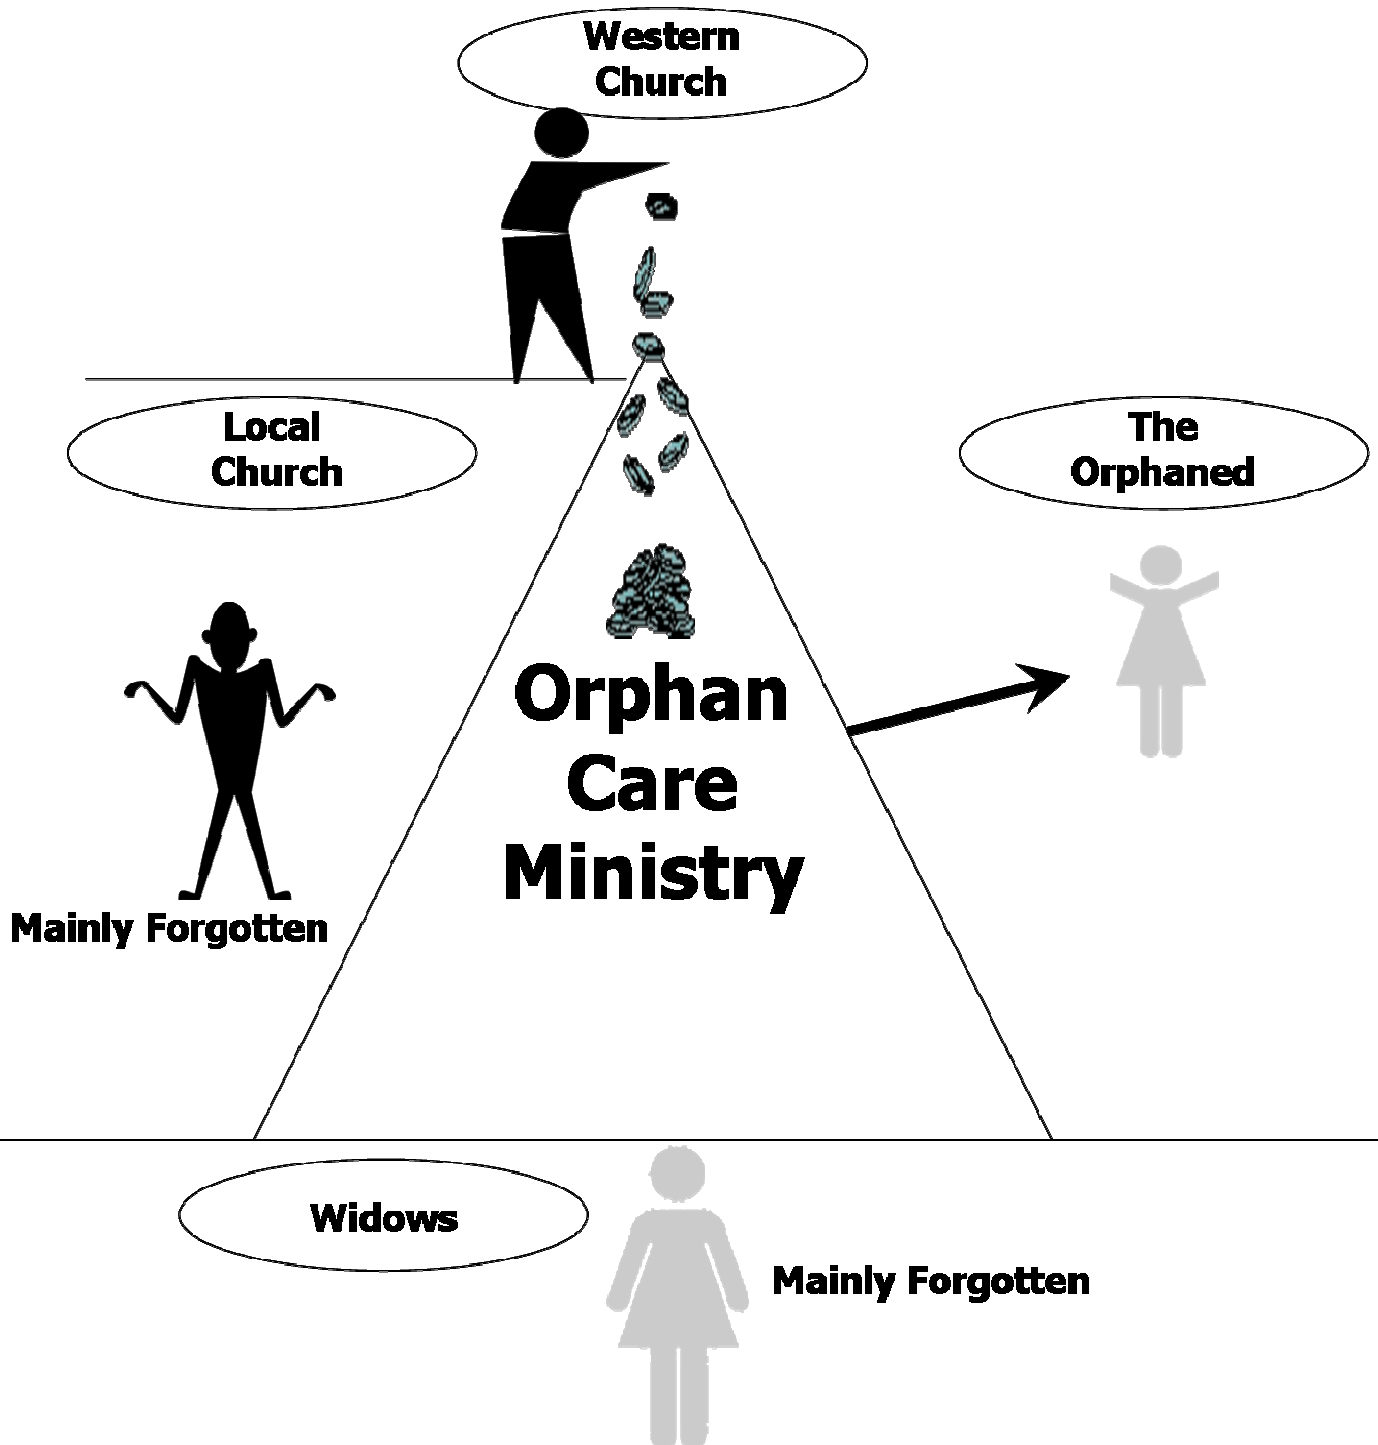 Western
Church
Local
Church
The
Orphaned
Orphan
Care
Ministry
Mainly Forgotten
Widows
Mainly Forgotten